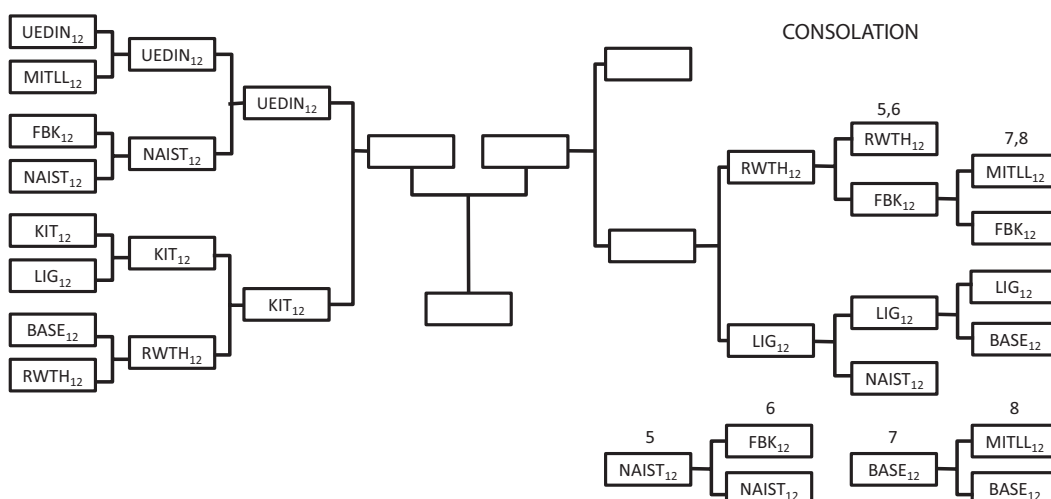 CONSOLATION
UEDIN12
MITLL12
UEDIN12
FBK12
NAIST12
NAIST12
UEDIN12
KIT12
LIG12
KIT12
BASE12
RWTH12
RWTH12
KIT12
5,6
RWTH12
RWTH12
FBK12
7,8
MITLL12
FBK12
LIG12
LIG12
NAIST12
LIG12
BASE12
5
NAIST12
6
FBK12
NAIST12
7
BASE12
8
MITLL12
BASE12